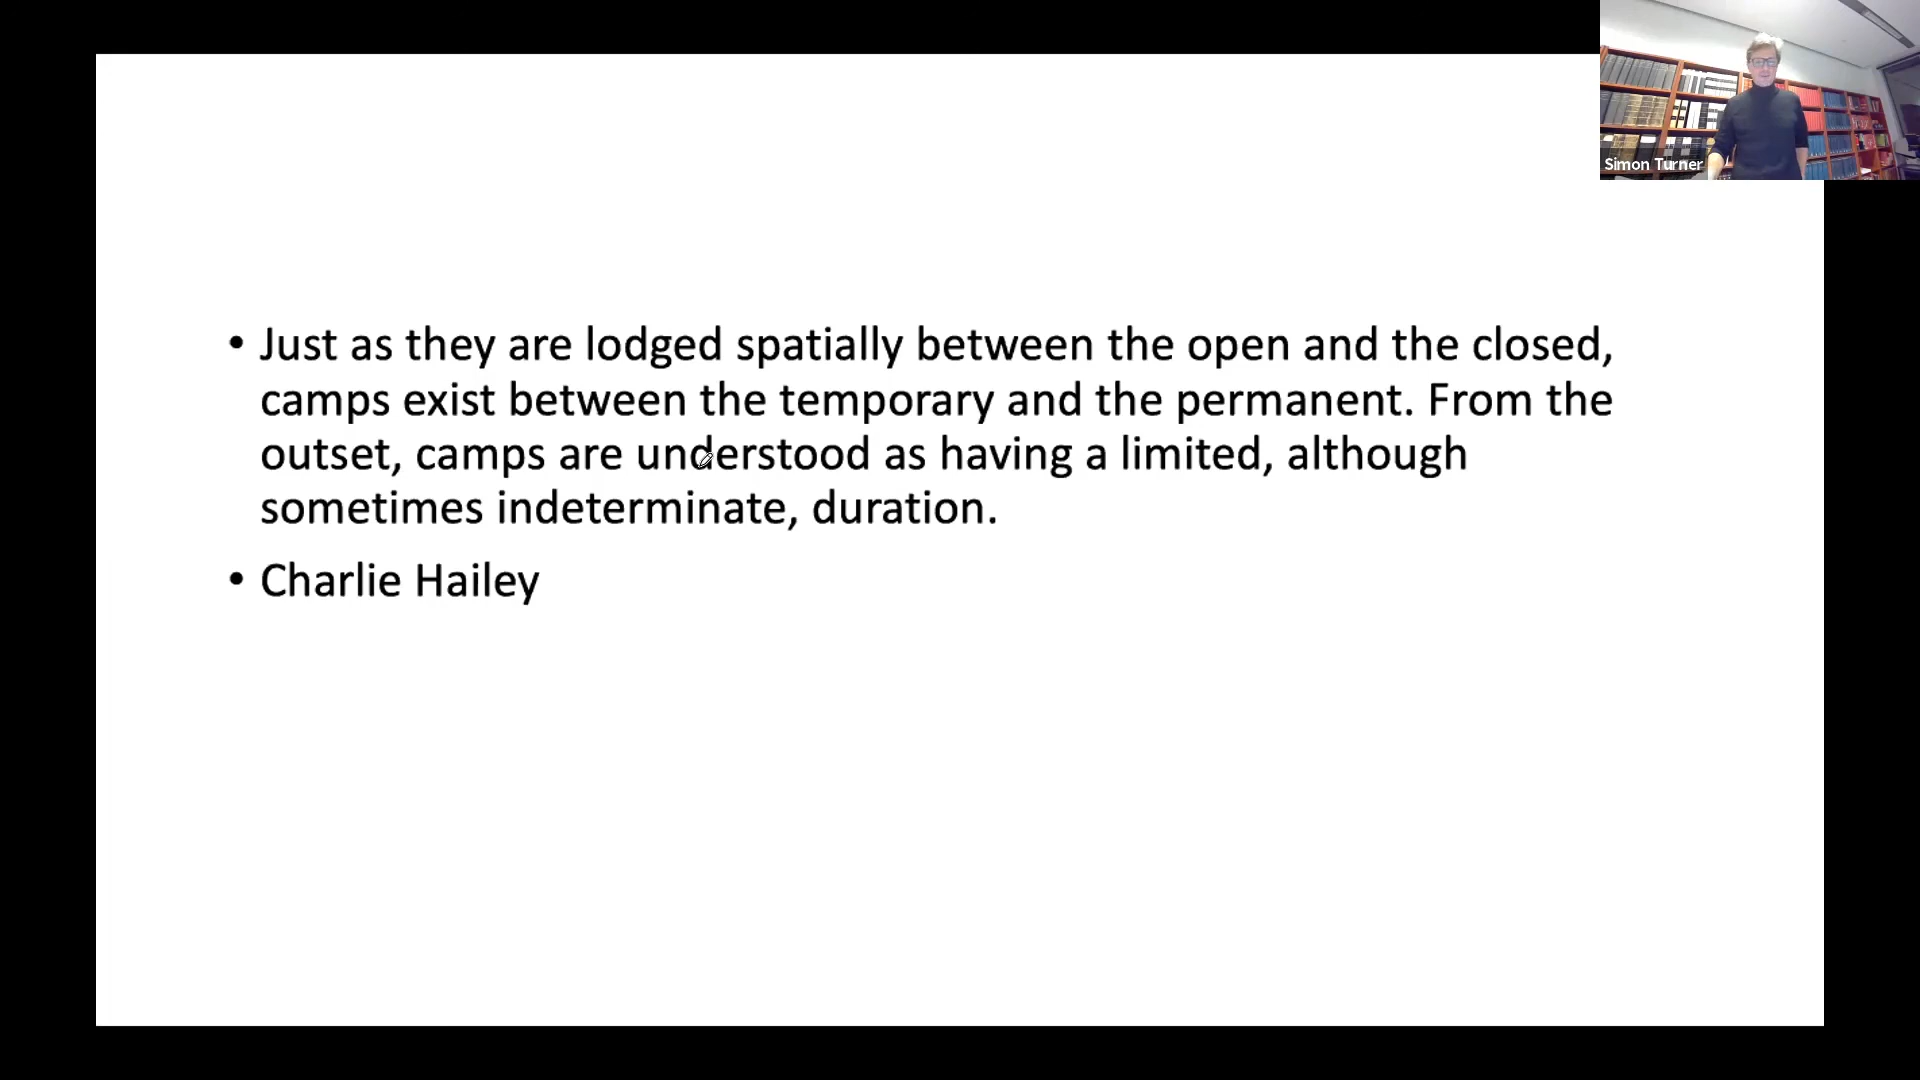 Simon Turner
• Just as they are lodged spatially between the open and the closed,
camps exist between the temporary and the permanent. From the
outset, camps are understood as having a limited, although
sometimes indeterminate, duration.
• Charlie Hailey